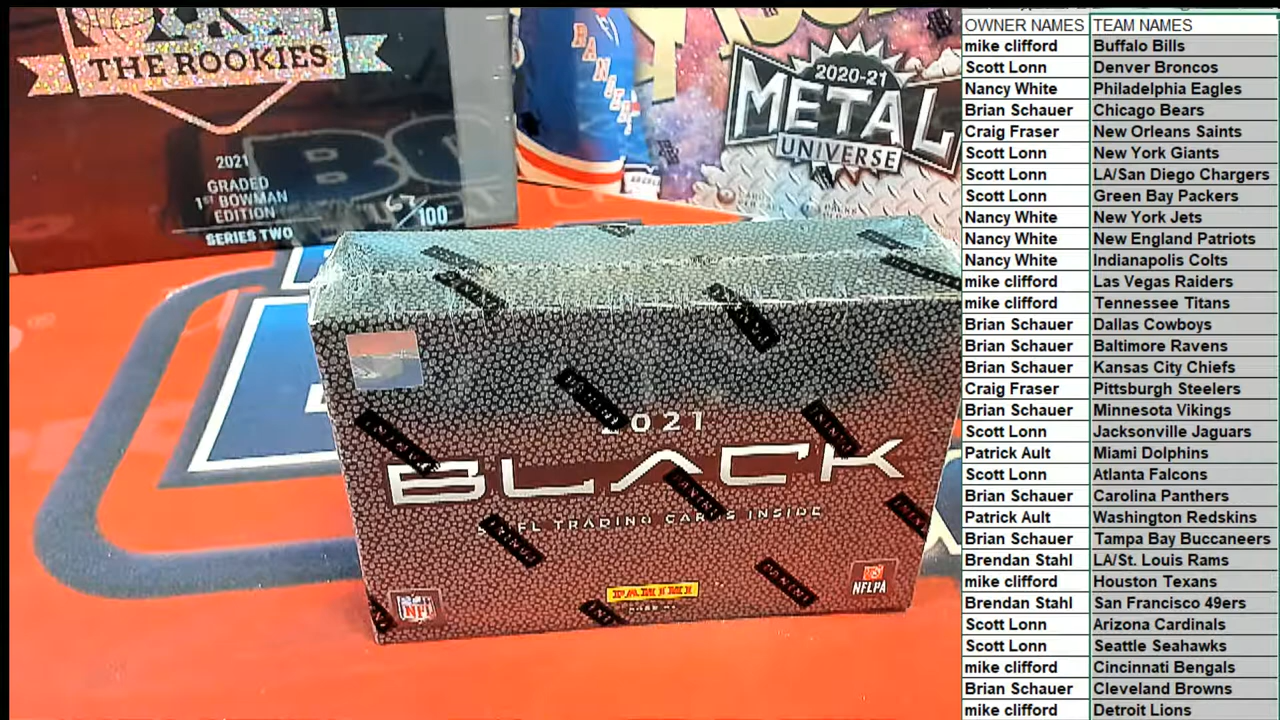 THE ROOKIES
2021
GRADED
1ST BOWMAN
EDITION
/100
SERIES TWO
2020-21
METAL
UNIVERSE
2021
BLACK
NFL TRADING CARDS INSIDE
PANINI
NFL
NFLPA
OWNER NAMES TEAM NAMES
mike clifford Buffalo Bills
Scott Lonn Denver Broncos
Nancy White Philadelphia Eagles
Brian Schauer Chicago Bears
Craig Fraser New Orleans Saints
Scott Lonn New York Giants
Scott Lonn LA/San Diego Chargers
Scott Lonn Green Bay Packers
Nancy White New York Jets
Nancy White New England Patriots
Nancy White Indianapolis Colts
mike clifford Las Vegas Raiders
mike clifford Tennessee Titans
Brian Schauer Dallas Cowboys
Brian Schauer Baltimore Ravens
Brian Schauer Kansas City Chiefs
Craig Fraser Pittsburgh Steelers
Brian Schauer Minnesota Vikings
Scott Lonn Jacksonville Jaguars
Patrick Ault Miami Dolphins
Scott Lonn Atlanta Falcons
Brian Schauer Carolina Panthers
Patrick Ault Washington Redskins
Brian Schauer Tampa Bay Buccaneers
Brendan Stahl LA/St. Louis Rams
mike clifford Houston Texans
Brendan Stahl San Francisco 49ers
Scott Lonn Arizona Cardinals
Scott Lonn Seattle Seahawks
mike clifford Cincinnati Bengals
Brian Schauer Cleveland Browns
mike clifford Detroit Lions